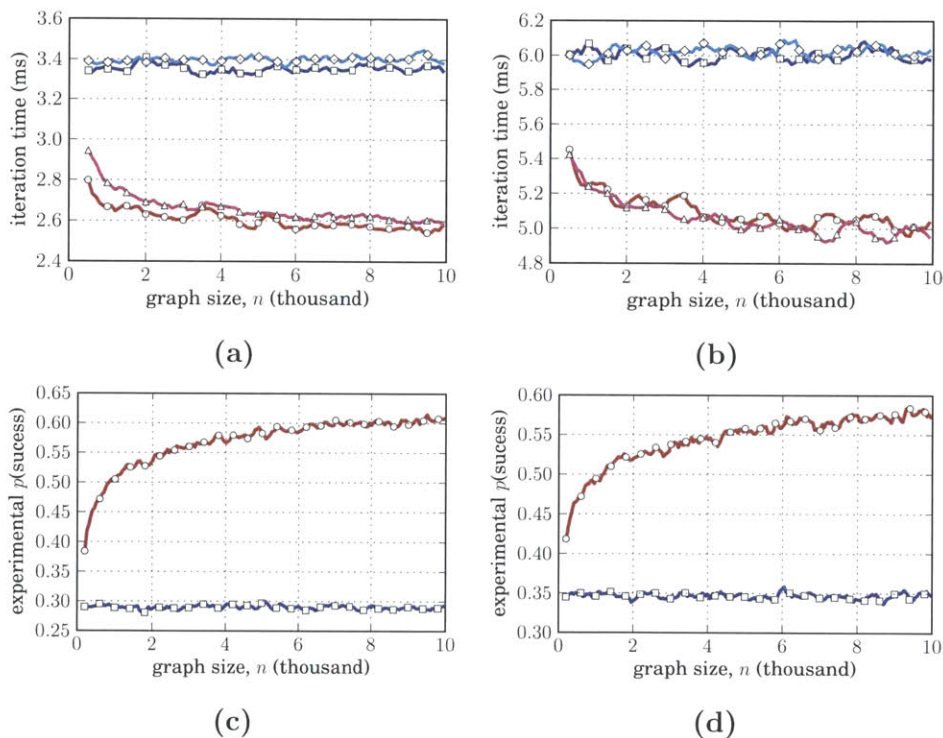 3.6
3.4
3.2
3.0
2.8
2.6
2.4
iteration time (ms)
0 2 4 6 8 10
graph size, n (thousand)
(a)
6.2
6.0
5.8
5.6
5.4
5.2
5.0
4.8
iteration time (ms)
0 2 4 6 8 10
graph size, n (thousand)
(b)
0.65
0.60
0.55
0.50
0.45
0.40
0.35
0.30
0.25
experimental p(sucess)
0 2 4 6 8 10
graph size, n (thousand)
(c)
0.60
0.55
0.50
0.45
0.40
0.35
0.30
experimental p(sucess)
0 2 4 6 8 10
graph size, n (thousand)
(d)